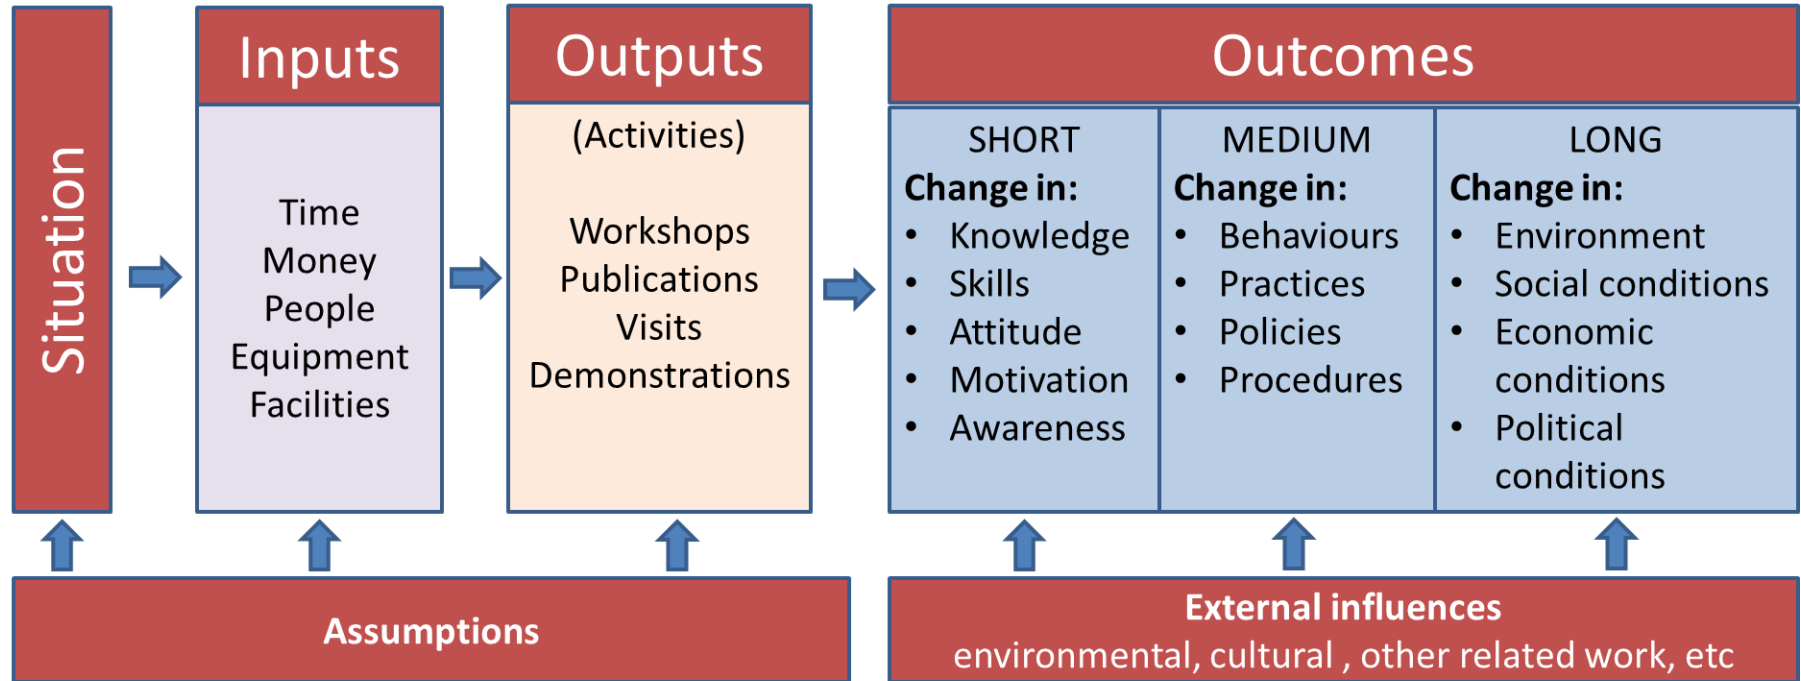 Situation
Inputs
Time
Money
People
Equipment
Facilities
Outputs
(Activities)
Workshops
Publications
Visits
Demonstrations
Outcomes
SHORT
Change in:
• Knowledge
• Skills
• Attitude
• Motivation
• Awareness
MEDIUM
Change in:
• Behaviours
• Practices
• Policies
• Procedures
LONG
Change in:
• Environment
• Social conditions
• Economic
conditions
• Political
conditions
Assumptions
External influences
environmental, cultural , other related work, etc